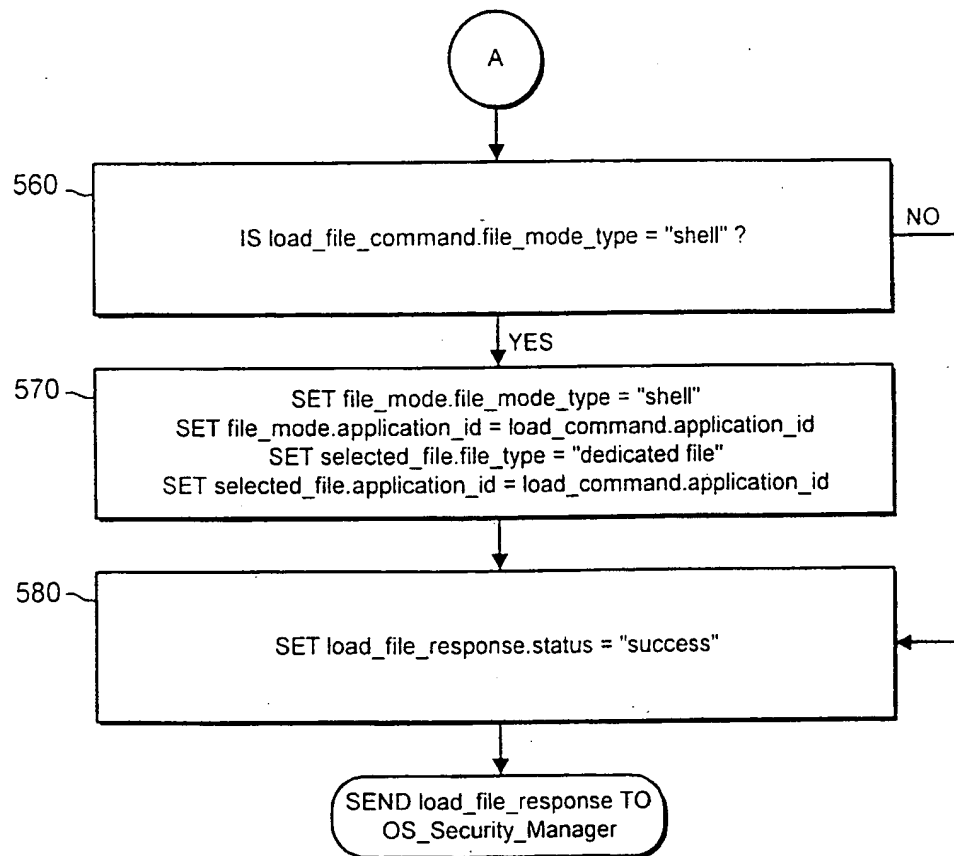 A
560
IS load_file_command.file_mode_type = "shell" ?
NO
YES
570
SET file_mode.file_mode_type = "shell"
SET file_mode.application_id = load_command.application_id
SET selected_file.file_type = "dedicated file"
SET selected_file.application_id = load_command.application_id
580
SET load_file_response.status = "success"
SEND load_file_response TO
OS_Security_Manager